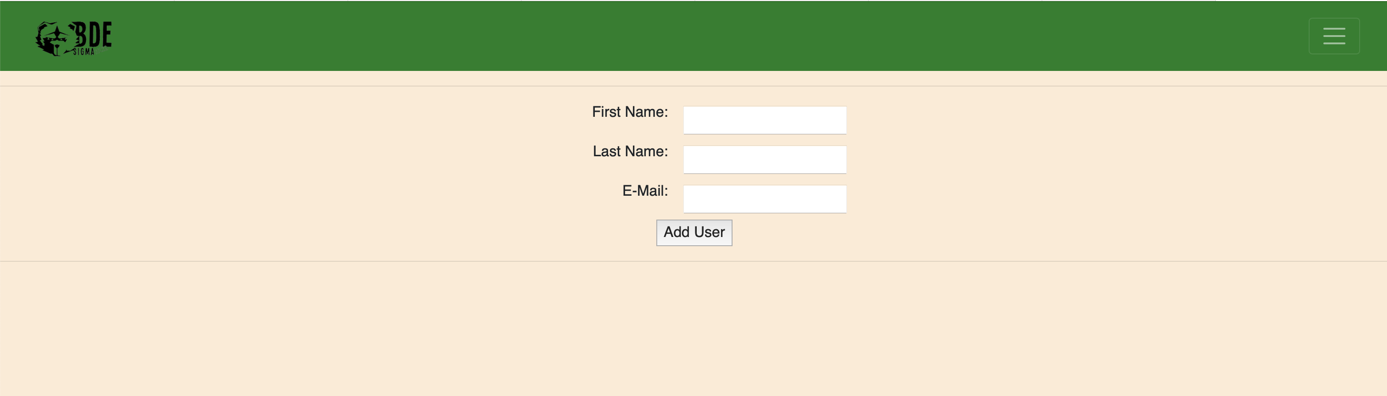 BDE
SIGMA
First Name:
Last Name:
E-Mail:
Add User